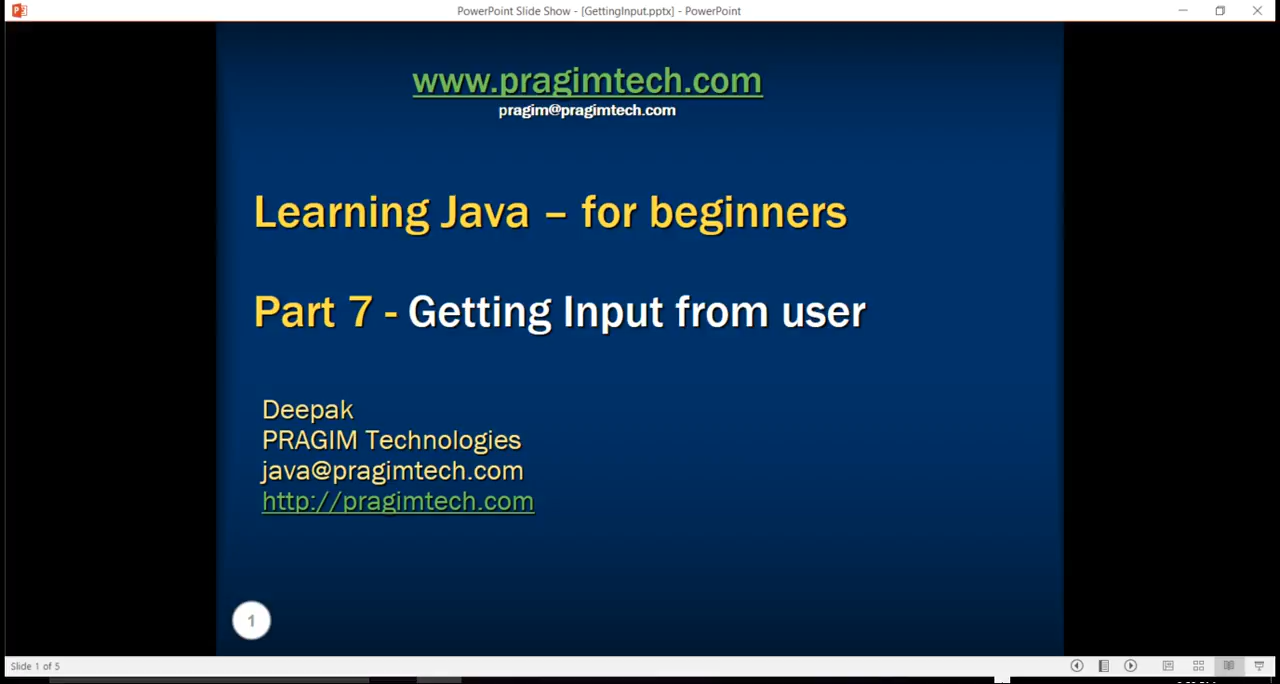 PowerPoint Slide Show - [GettingInput.pptx] - PowerPoint
www.pragimtech.com
pragim@pragimtech.com
Learning Java – for beginners
Part 7 - Getting Input from user
Deepak
PRAGIM Technologies
java@pragimtech.com
http://pragimtech.com
1
Slide 1 of 5